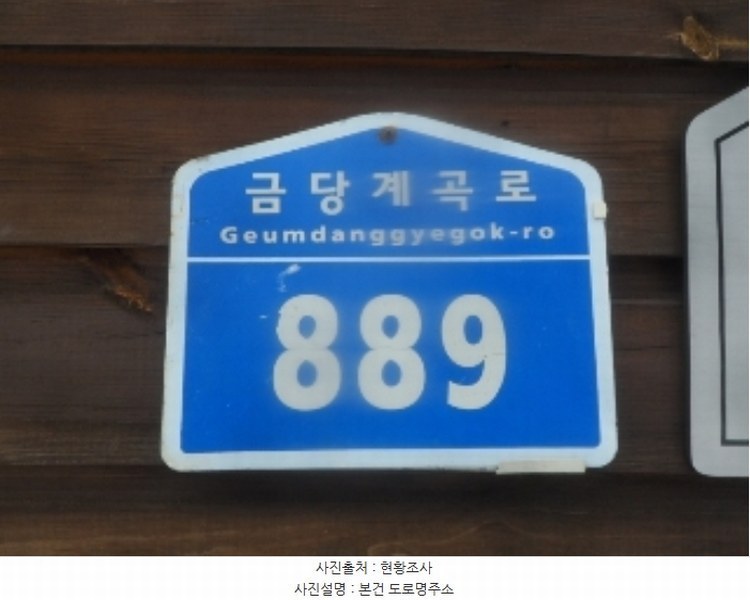 금당계곡로
Geumdanggyegok-ro
889
사진출처 : 현황조사
사진설명 : 본건 도로명주소